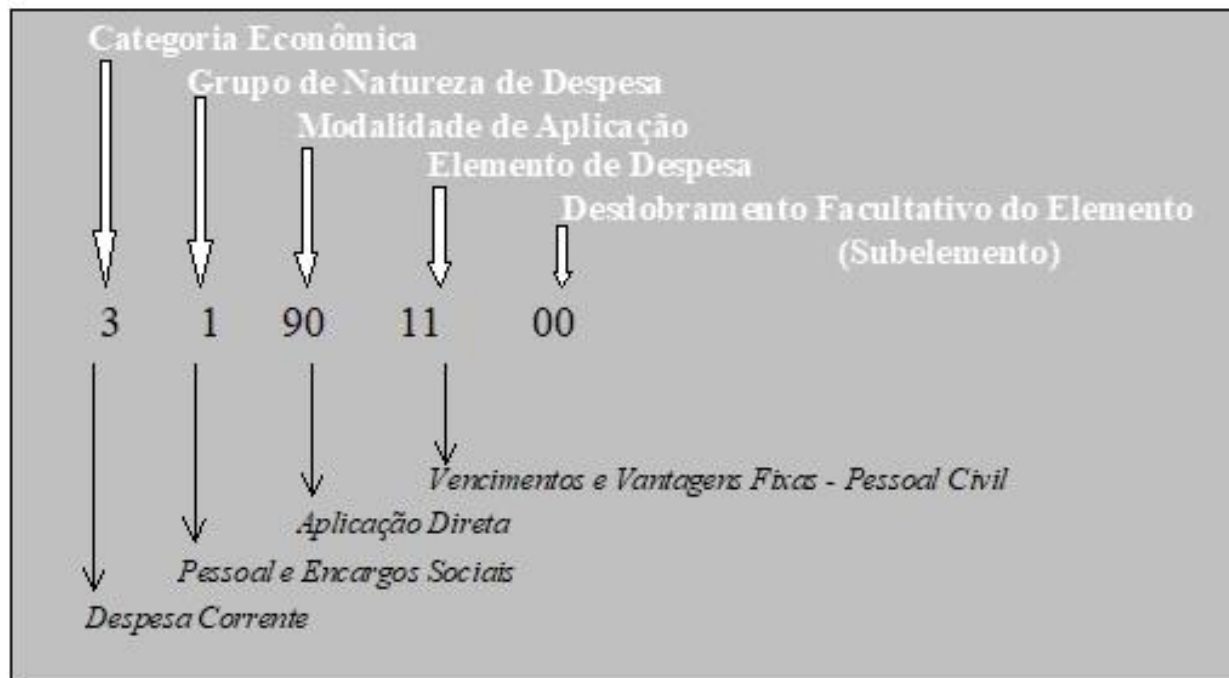 Categoria Econômica
Grupo de Natureza de Despesa
Modalidade de Aplicação
Elemento de Despesa
Desdobramento Facultativo do Elemento
(Subelemento)
3 1 90 11 00
Vencimentos e Vantagens Fixas - Pessoal Civil
Aplicação Direta
Pessoal e Encargos Sociais
Despesa Corrente